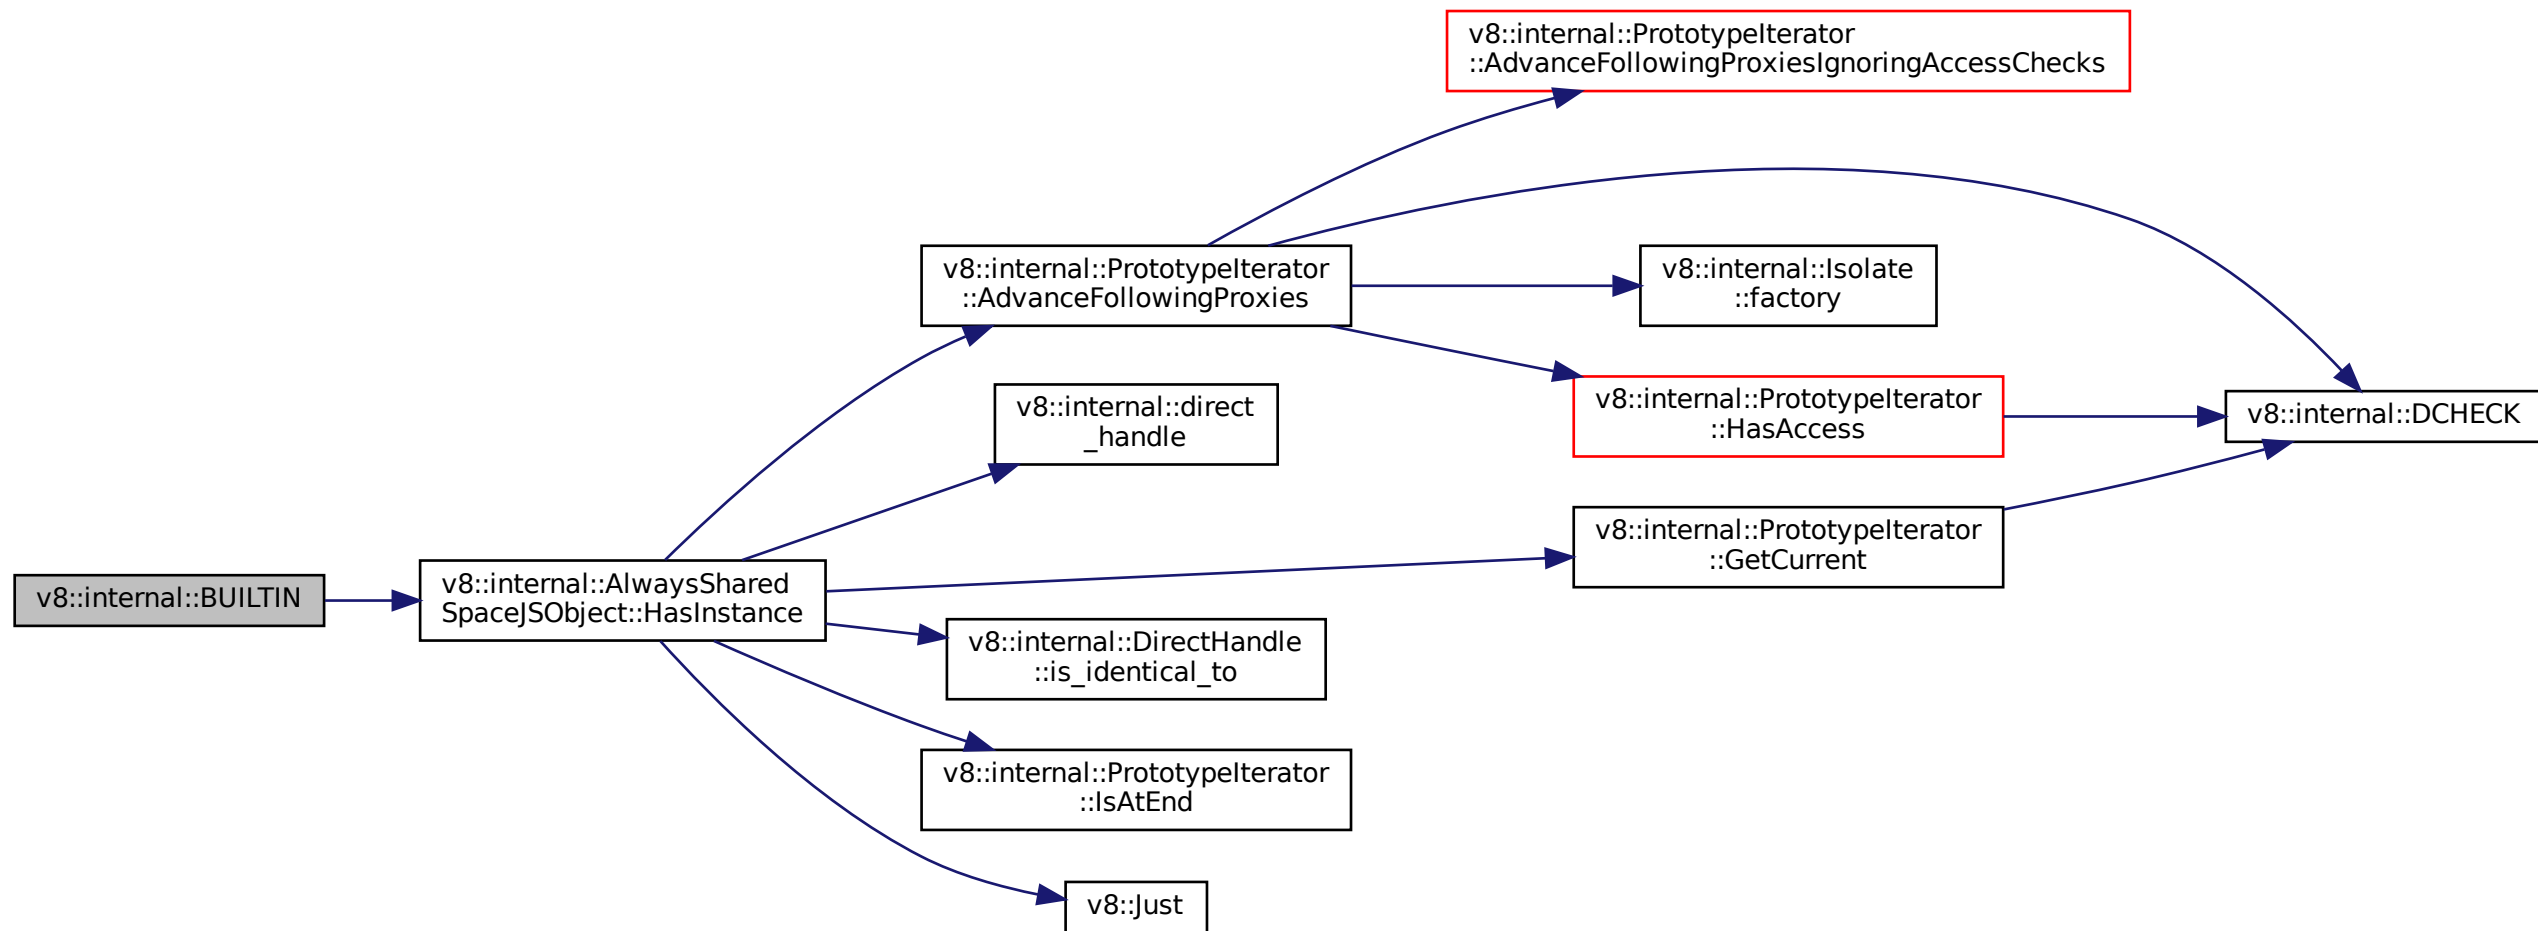 v8::internal::PrototypeIterator
::AdvanceFollowingProxiesIgnoringAccessChecks
v8::internal::PrototypeIterator
::AdvanceFollowingProxies
v8::internal::Isolate
::factory
v8::internal::direct
_handle
v8::internal::PrototypeIterator
::HasAccess
v8::internal::DCHECK
v8::internal::PrototypeIterator
::GetCurrent
v8::internal::BUILTIN
v8::internal::AlwaysShared
SpaceJSObject::HasInstance
v8::internal::DirectHandle
::is_identical_to
v8::internal::PrototypeIterator
::IsAtEnd
v8::Just